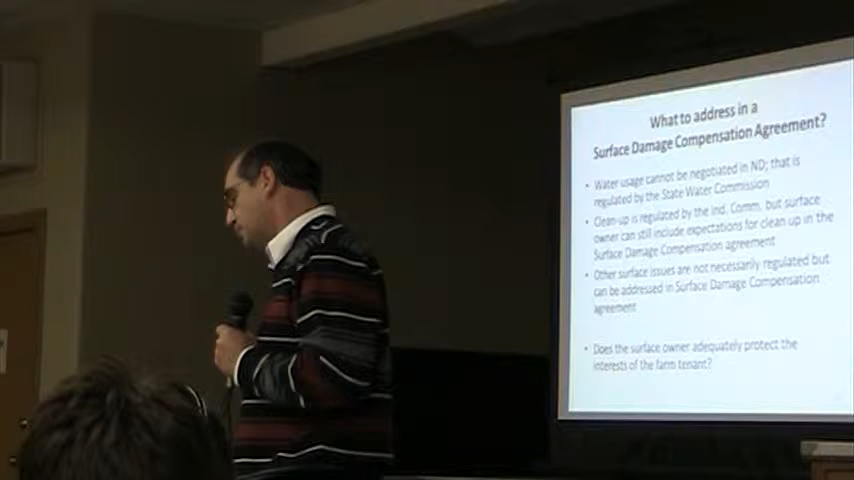 What to address in a
Surface Damage Compensation Agreement?
• Water usage cannot be negotiated in ND; that is
regulated by the State Water Commission
• Clean-up is regulated by the Ind. Comm, but surface
owner can still include expectations for clean up in the
Surface Damage Compensation agreement
• Other surface issues are not necessarily regulated but
can be addressed in Surface Damage Compensation
agreement
• Does the surface owner adequately protect the
interests of the farm tenant?